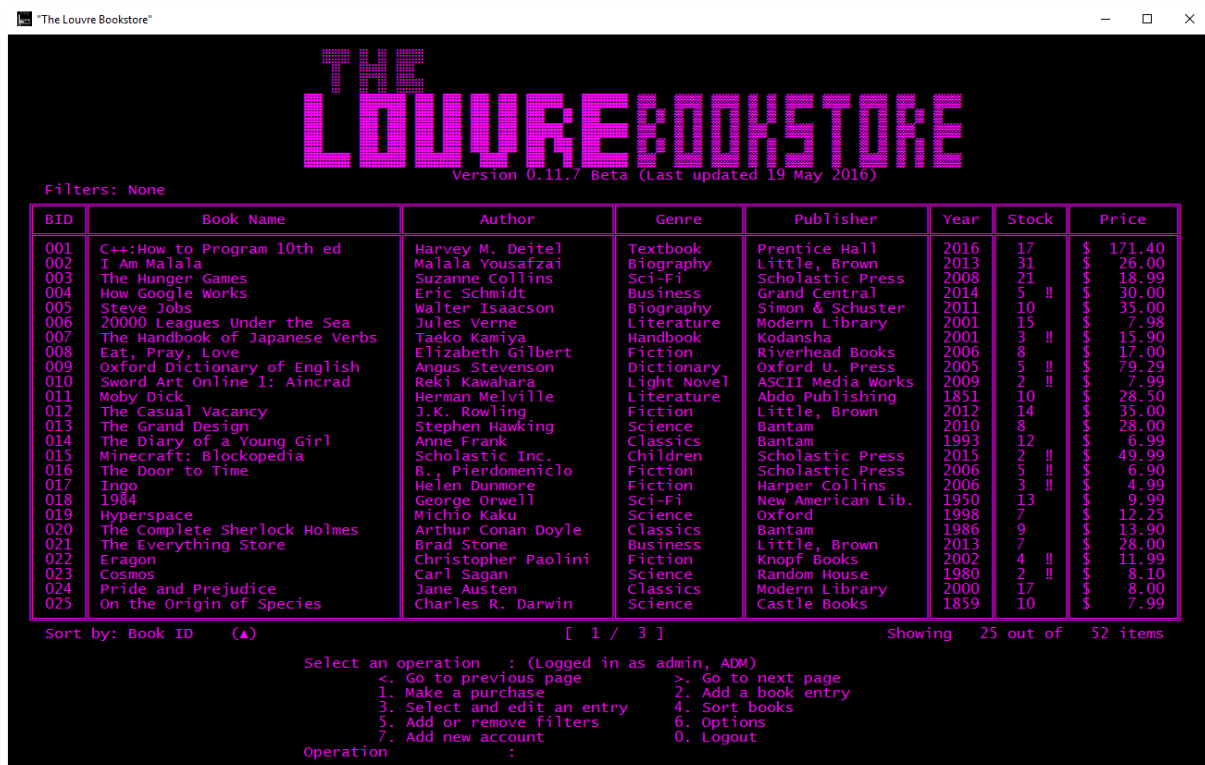 "The Louvre Bookstore"
THE
LOUVRE BOOKSTORE
Version 0.11.7 Beta (Last updated 19 May 2016)
Filters: None
BID Book Name Author Genre Publisher Year Stock Price
001 C++:How to Program 10th ed Harvey M. Deitel Textbook Prentice Hall 2016 17 $ 171.40
002 I Am Malala Malala Yousafzai Biography Little, Brown 2013 31 $ 26.00
003 The Hunger Games Suzanne Collins Sci-Fi Scholastic Press 2008 21 $ 18.99
004 How Google Works Eric Schmidt Business Grand Central 2014 5 ‼ $ 30.00
005 Steve Jobs Walter Isaacson Biography Simon & Schuster 2011 10 $ 35.00
006 20000 Leagues Under the Sea Jules Verne Literature Modern Library 2001 15 $ 7.98
007 The Handbook of Japanese Verbs Taeko Kamiya Handbook Kodansha 2001 3 ‼ $ 15.90
008 Eat, Pray, Love Elizabeth Gilbert Fiction Riverhead Books 2006 8 $ 17.00
009 Oxford Dictionary of English Angus Stevenson Dictionary Oxford U. Press 2005 5 ‼ $ 79.29
010 Sword Art Online 1: Aincrad Reki Kawahara Light Novel ASCII Media Works 2009 2 ‼ $ 7.99
011 Moby Dick Herman Melville Literature Abdo Publishing 1851 10 $ 28.50
012 The Casual Vacancy J.K. Rowling Fiction Little, Brown 2012 14 $ 35.00
013 The Grand Design Stephen Hawking Science Bantam 2010 8 $ 28.00
014 The Diary of a Young Girl Anne Frank Classics Bantam 1993 12 $ 6.99
015 Minecraft: Blockopedia Scholastic Inc. Children Scholastic Press 2015 2 ‼ $ 49.99
016 The Door to Time B., Pierdomeniclo Fiction Scholastic Press 2006 5 ‼ $ 6.90
017 Ingo Helen Dunmore Fiction Harper Collins 2006 3 ‼ $ 4.99
018 1984 George Orwell Sci-Fi New American Lib. 1950 13 $ 9.99
019 Hyperspace Michio Kaku Science Oxford 1998 7 $ 12.25
020 The Complete Sherlock Holmes Arthur Conan Doyle Classics Bantam 1986 9 $ 13.90
021 The Everything Store Brad Stone Business Little, Brown 2013 7 $ 28.00
022 Eragon Christopher Paolini Fiction Knopf Books 2002 4 ‼ $ 11.99
023 Cosmos Carl Sagan Science Random House 1980 2 ‼ $ 8.10
024 Pride and Prejudice Jane Austen Classics Modern Library 2000 17 $ 8.00
025 On the Origin of Species Charles R. Darwin Science Castle Books 1859 10 $ 7.99
Sort by: Book ID (▲) [ 1 / 3 ] Showing 25 out of 52 items
Select an operation : (Logged in as admin, ADM)
<. Go to previous page >. Go to next page
1. Make a purchase 2. Add a book entry
3. Select and edit an entry 4. Sort books
5. Add or remove filters 6. Options
7. Add new account 0. Logout
Operation :